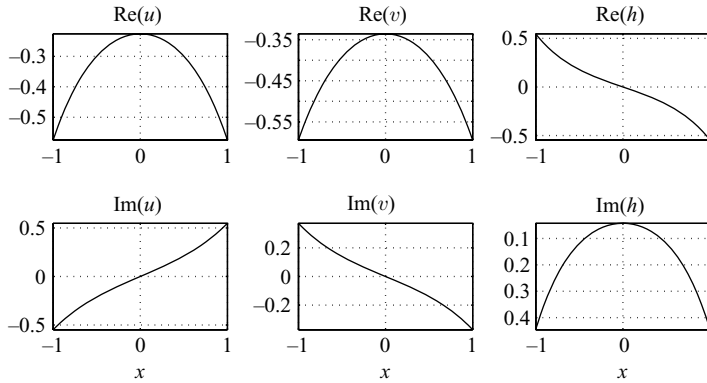 Re(u) Re(v) Re(h)
−0.3 −0.4 −0.5
−0.35 −0.45 −0.55
0.5 0 −0.5
−1 0 1 −1 0 1 −1 0
Im(u) Im(v) Im(h)
0.5 0 −0.5
0.2 0 −0.2
0.1 0.2 0.3 0.4
−1 0 1 −1 0 1 −1 0
x x x